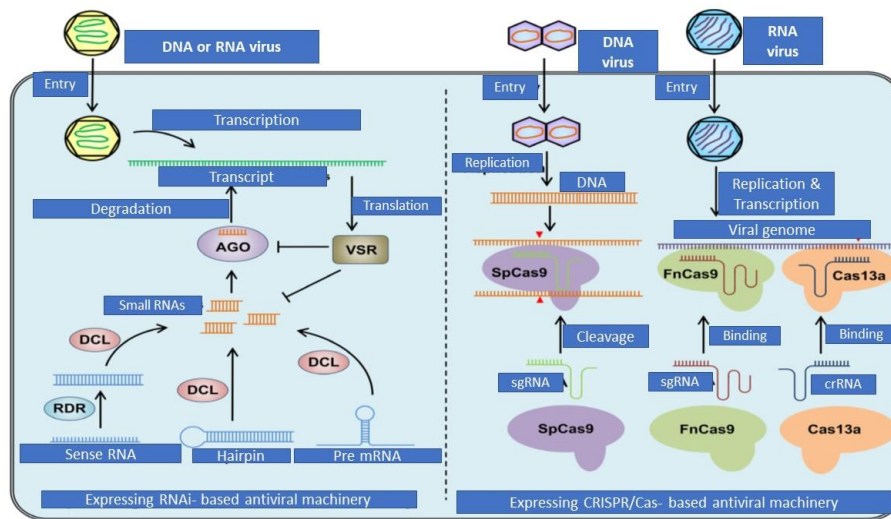 DNA or RNA virus
Entry
Transcription
Transcript
Degradation
Translation
AGO
VSR
Small RNAs
DCL
DCL
DCL
RDR
Sense RNA
Hairpin
Pre mRNA
Expressing RNAi- based antiviral machinery
DNA
virus
RNA
virus
Entry
Entry
Replication
DNA
Replication &
Transcription
Viral genome
SpCas9
FnCas9
Cas13a
Cleavage
Binding
Binding
sgRNA
sgRNA
crRNA
SpCas9
FnCas9
Cas13a
Expressing CRISPR/Cas- based antiviral machinery